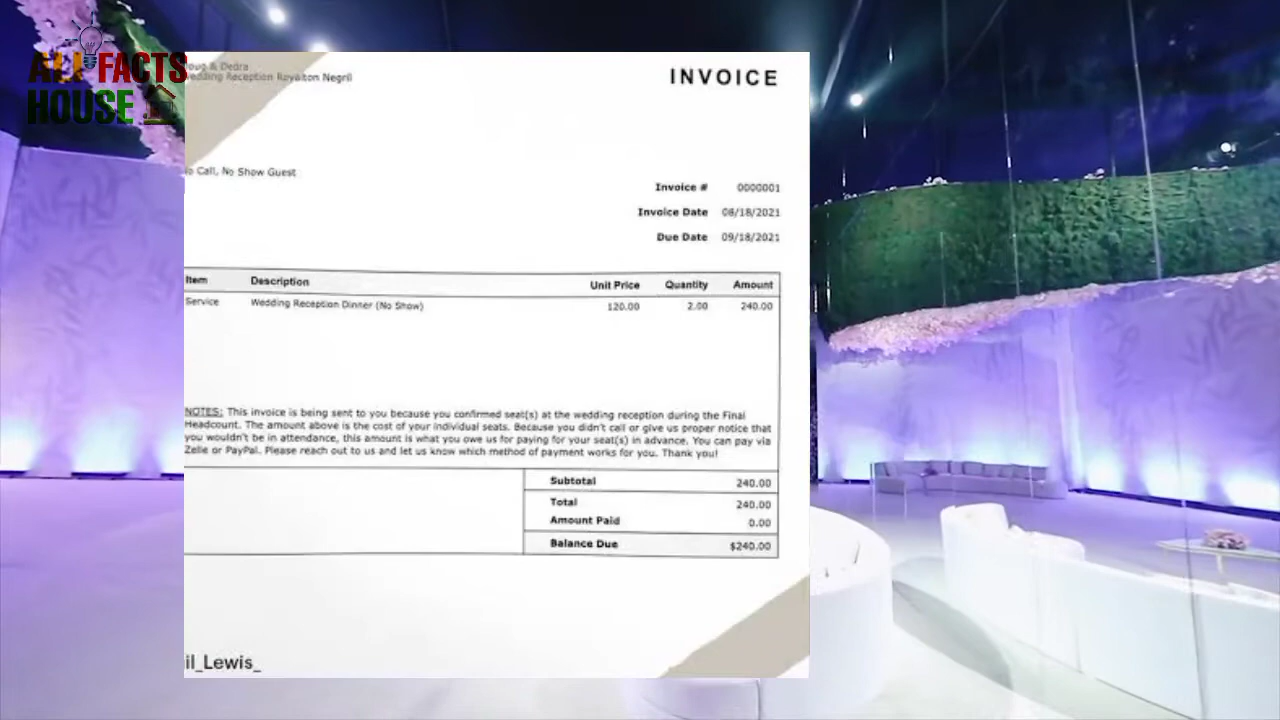 ALL FACTS
HOUSE
oug & Dedra
edding Reception Royalton Negril
INVOICE
o Call, No Show Guest
Invoice # 0000001
Invoice Date 08/18/2021
Due Date 09/18/2021
Item Description Unit Price Quantity Amount
Service Wedding Reception Dinner (No Show) 120.00 2.00 240.00
NOTES: This invoice is being sent to you because you confirmed seat(s) at the wedding reception during the Final
Headcount. The amount above is the cost of your individual seats. Because you didn't call or give us proper notice that
you wouldn't be in attendance, this amount is what you owe us for paying for your seat(s) in advance. You can pay via
Zelle or PayPal. Please reach out to us and let us know which method of payment works for you. Thank you!
Subtotal 240.00
Total 240.00
Amount Paid 0.00
Balance Due $240.00
il_Lewis_